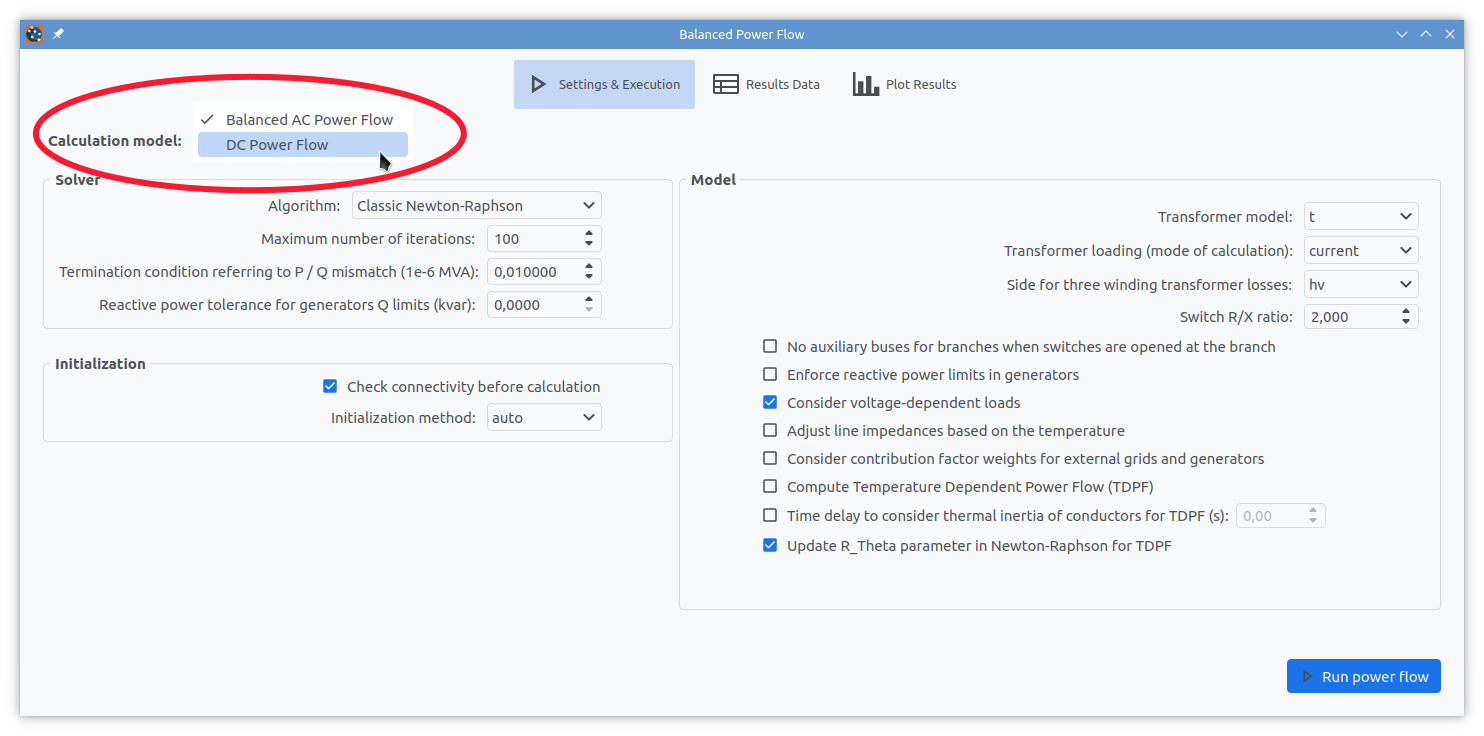 Balanced Power Flow
Settings & Execution
Results Data
Plot Results
Calculation model:
Balanced AC Power Flow
DC Power Flow
Solver
Algorithm: Classic Newton-Raphson
Maximum number of iterations: 100
Termination condition referring to P / Q mismatch (1e-6 MVA): 0,010000
Reactive power tolerance for generators Q limits (kvar): 0,0000
Initialization
Check connectivity before calculation
Initialization method: auto
Model
Transformer model: t
Transformer loading (mode of calculation): current
Side for three winding transformer losses: hv
Switch R/X ratio: 2,000
No auxiliary buses for branches when switches are opened at the branch
Enforce reactive power limits in generators
Consider voltage-dependent loads
Adjust line impedances based on the temperature
Consider contribution factor weights for external grids and generators
Compute Temperature Dependent Power Flow (TDPF)
Time delay to consider thermal inertia of conductors for TDPF (s): 0,00
Update R_Theta parameter in Newton-Raphson for TDPF
Run power flow